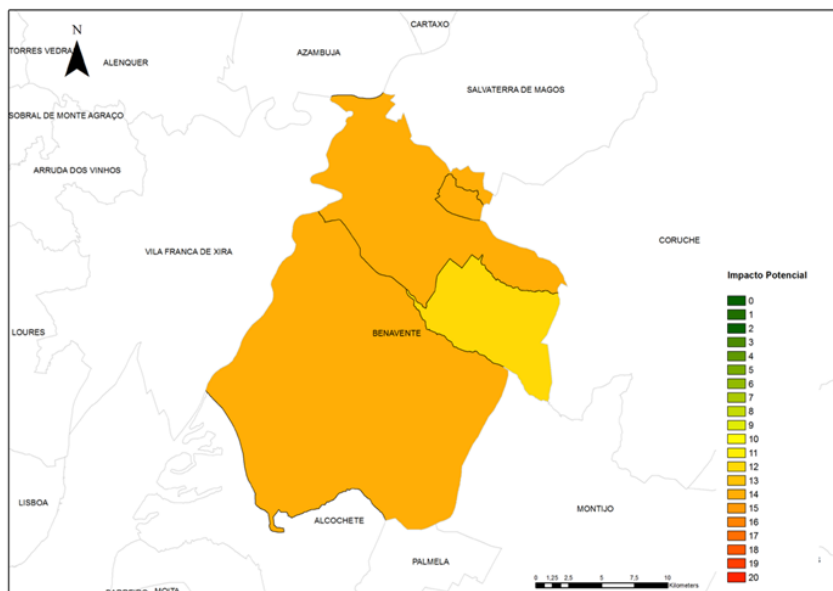 CARTAXO
N
TORRES VEDRA
AZAMBUJA
ALENQUER
SALVATERRA DE MAGOS
SOBRAL DE MONTE AGRAÇO
ARRUDA DOS VINHOS
VILA FRANCA DE XIRA
CORUCHE
Impacto Potencial
0
1
2
3
4
5
6
7
8
9
10
11
12
13
14
15
16
17
18
19
20
LOURES
BENAVENTE
LISBOA
ALCOCHETE
MONTIJO
PALMELA
0 1,25 2,5 5 7,5 10
Kilometers
MOITA